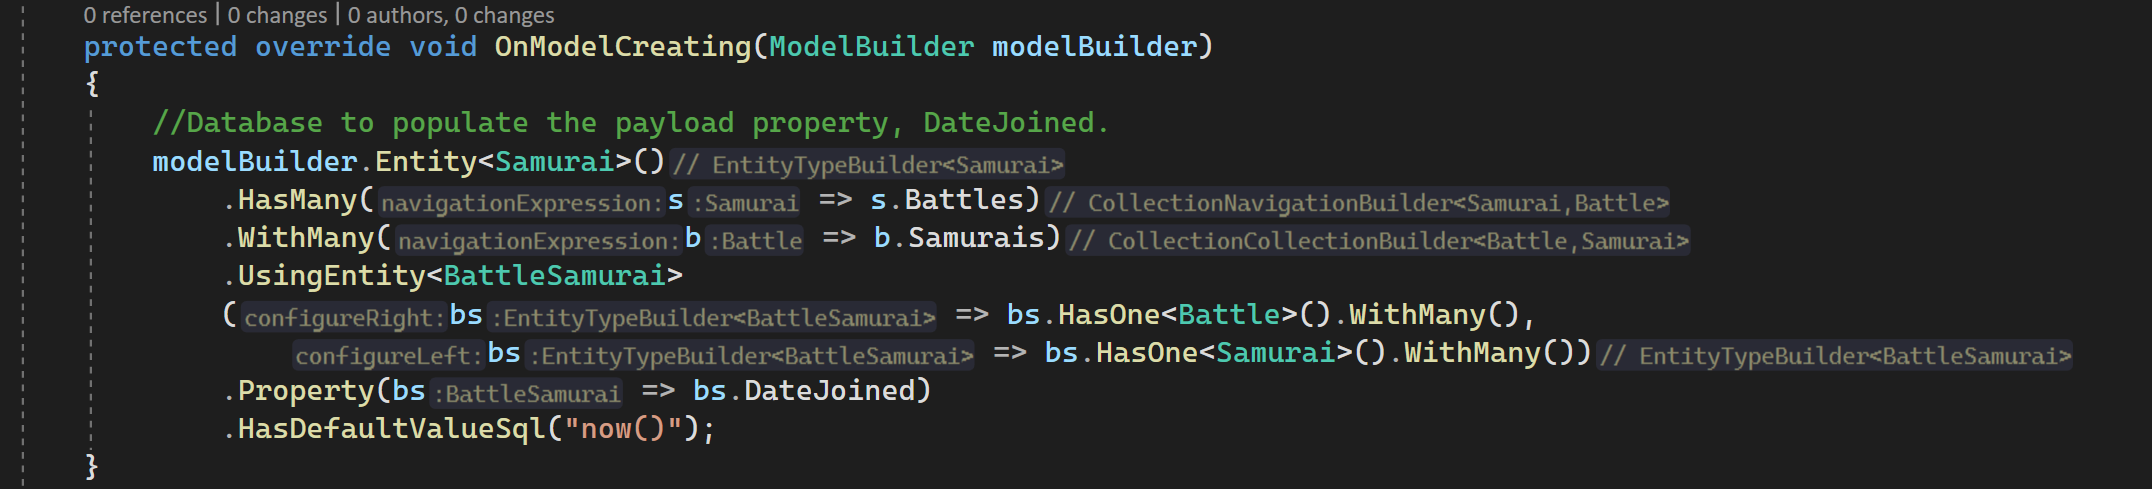 0 references | 0 changes | 0 authors, 0 changes
protected override void OnModelCreating(ModelBuilder modelBuilder)
{
//Database to populate the payload property, DateJoined.
modelBuilder.Entity<Samurai>() // EntityTypeBuilder<Samurai>
.HasMany(navigationExpression: s :Samurai => s.Battles) // CollectionNavigationBuilder<Samurai,Battle>
.WithMany(navigationExpression: b :Battle => b.Samurais) // CollectionCollectionBuilder<Battle,Samurai>
.UsingEntity<BattleSamurai>
(configureRight: bs :EntityTypeBuilder<BattleSamurai> => bs.HasOne<Battle>().WithMany(),
configureLeft: bs :EntityTypeBuilder<BattleSamurai> => bs.HasOne<Samurai>().WithMany()) // EntityTypeBuilder<BattleSamurai>
.Property(bs :BattleSamurai => bs.DateJoined)
.HasDefaultValueSql("now()");
}